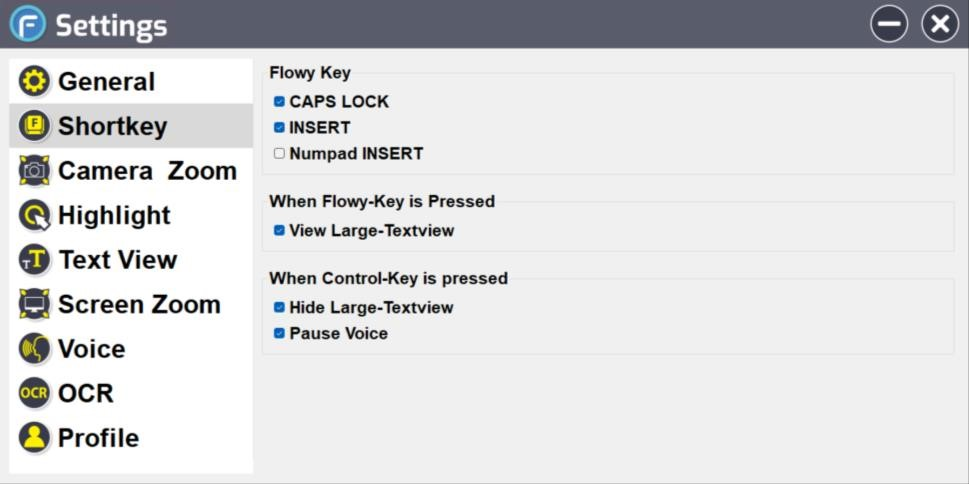 Settings
General
Shortkey
Camera Zoom
Highlight
Text View
Screen Zoom
Voice
OCR
OCR
Profile
Flowy Key
CAPS LOCK
INSERT
Numpad INSERT
When Flowy-Key is Pressed
View Large-Textview
When Control-Key is pressed
Hide Large-Textview
Pause Voice